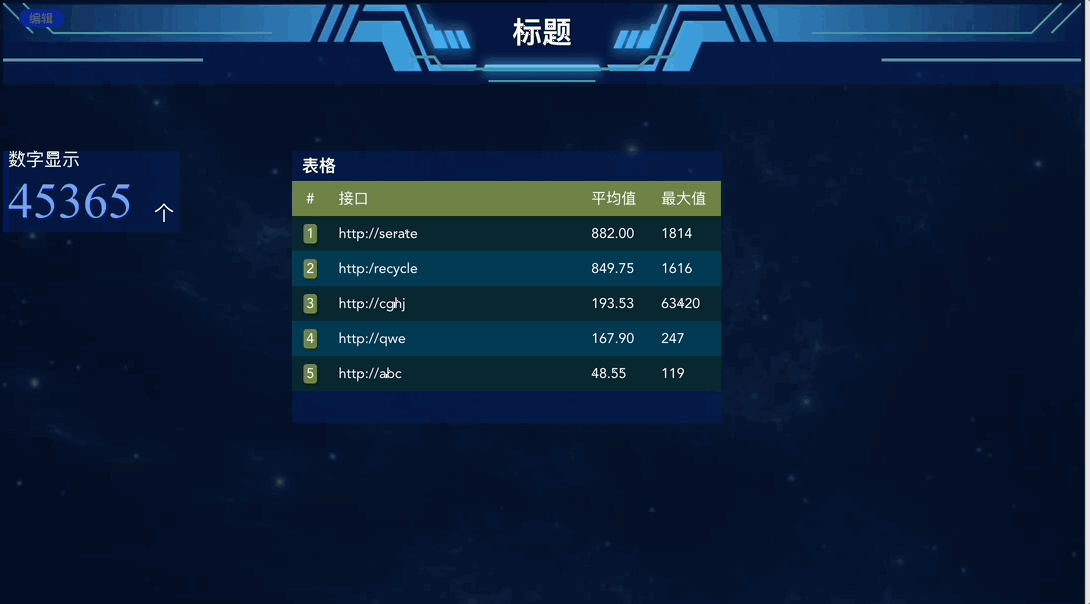 编辑
标题
数字显示
45365 个
表格
# 接口 平均值 最大值
1 http://serate 882.00 1814
2 http:/recycle 849.75 1616
3 http://cghj 193.53 63420
4 http://qwe 167.90 247
5 http://abc 48.55 119